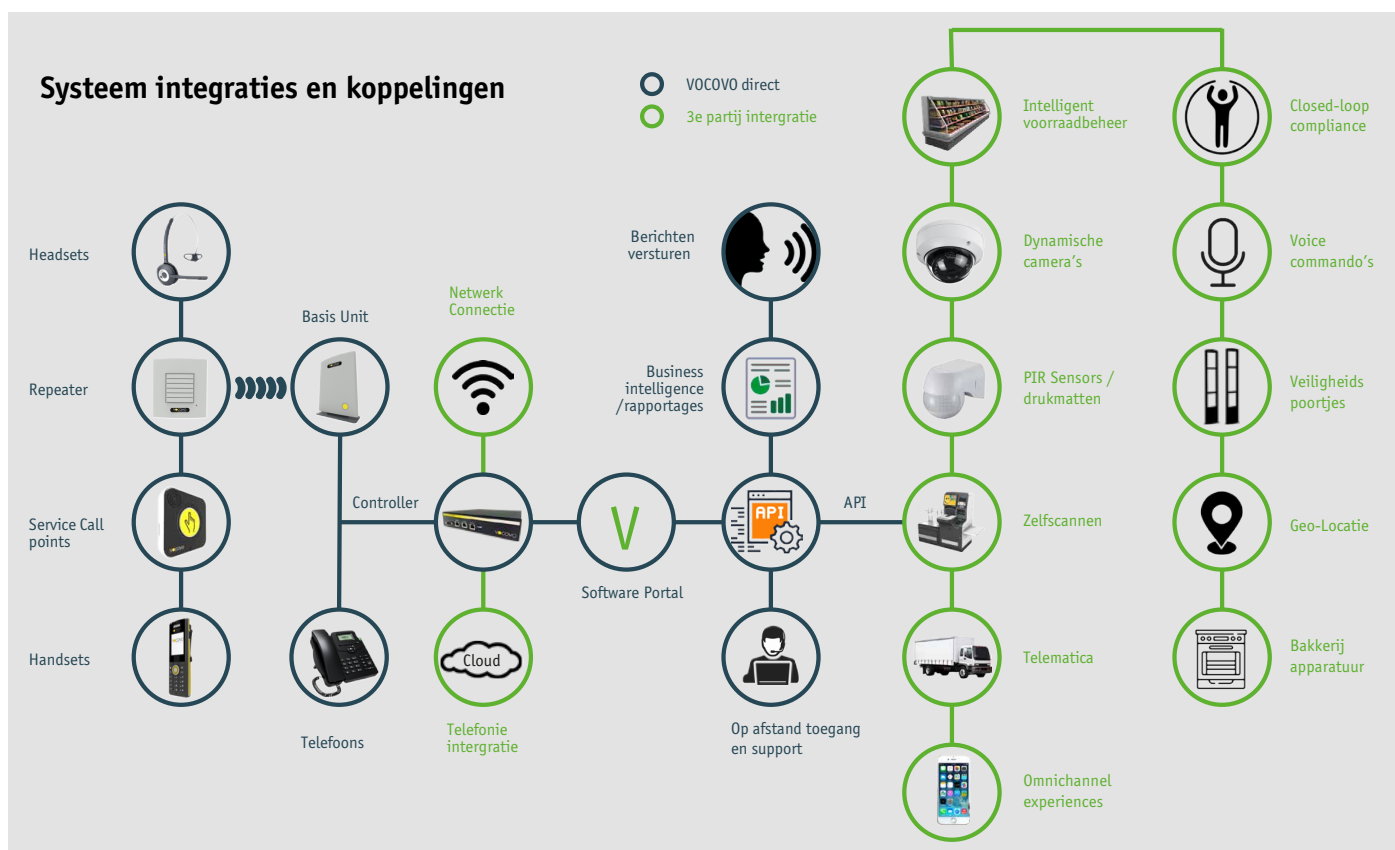 Systeem integraties en koppelingen
VOCOVO direct
3e partij intergratie
Headsets
Repeater
Service Call
points
Handsets
Basis Unit
Telefoons
Netwerk
Connectie
Controller
VOCOVO
Cloud
Telefonie
intergratie
V
Software Portal
Berichten
versturen
Business
intelligence
/rapportages
API
API
Op afstand toegang
en support
Intelligent
voorraadbeheer
Dynamische
camera's
PIR Sensors /
drukmatten
Zelfscannen
Telematica
Omnichannel
experiences
Closed-loop
compliance
Voice
commando's
Veiligheids
poortjes
Geo-Locatie
Bakkerij
apparatuur